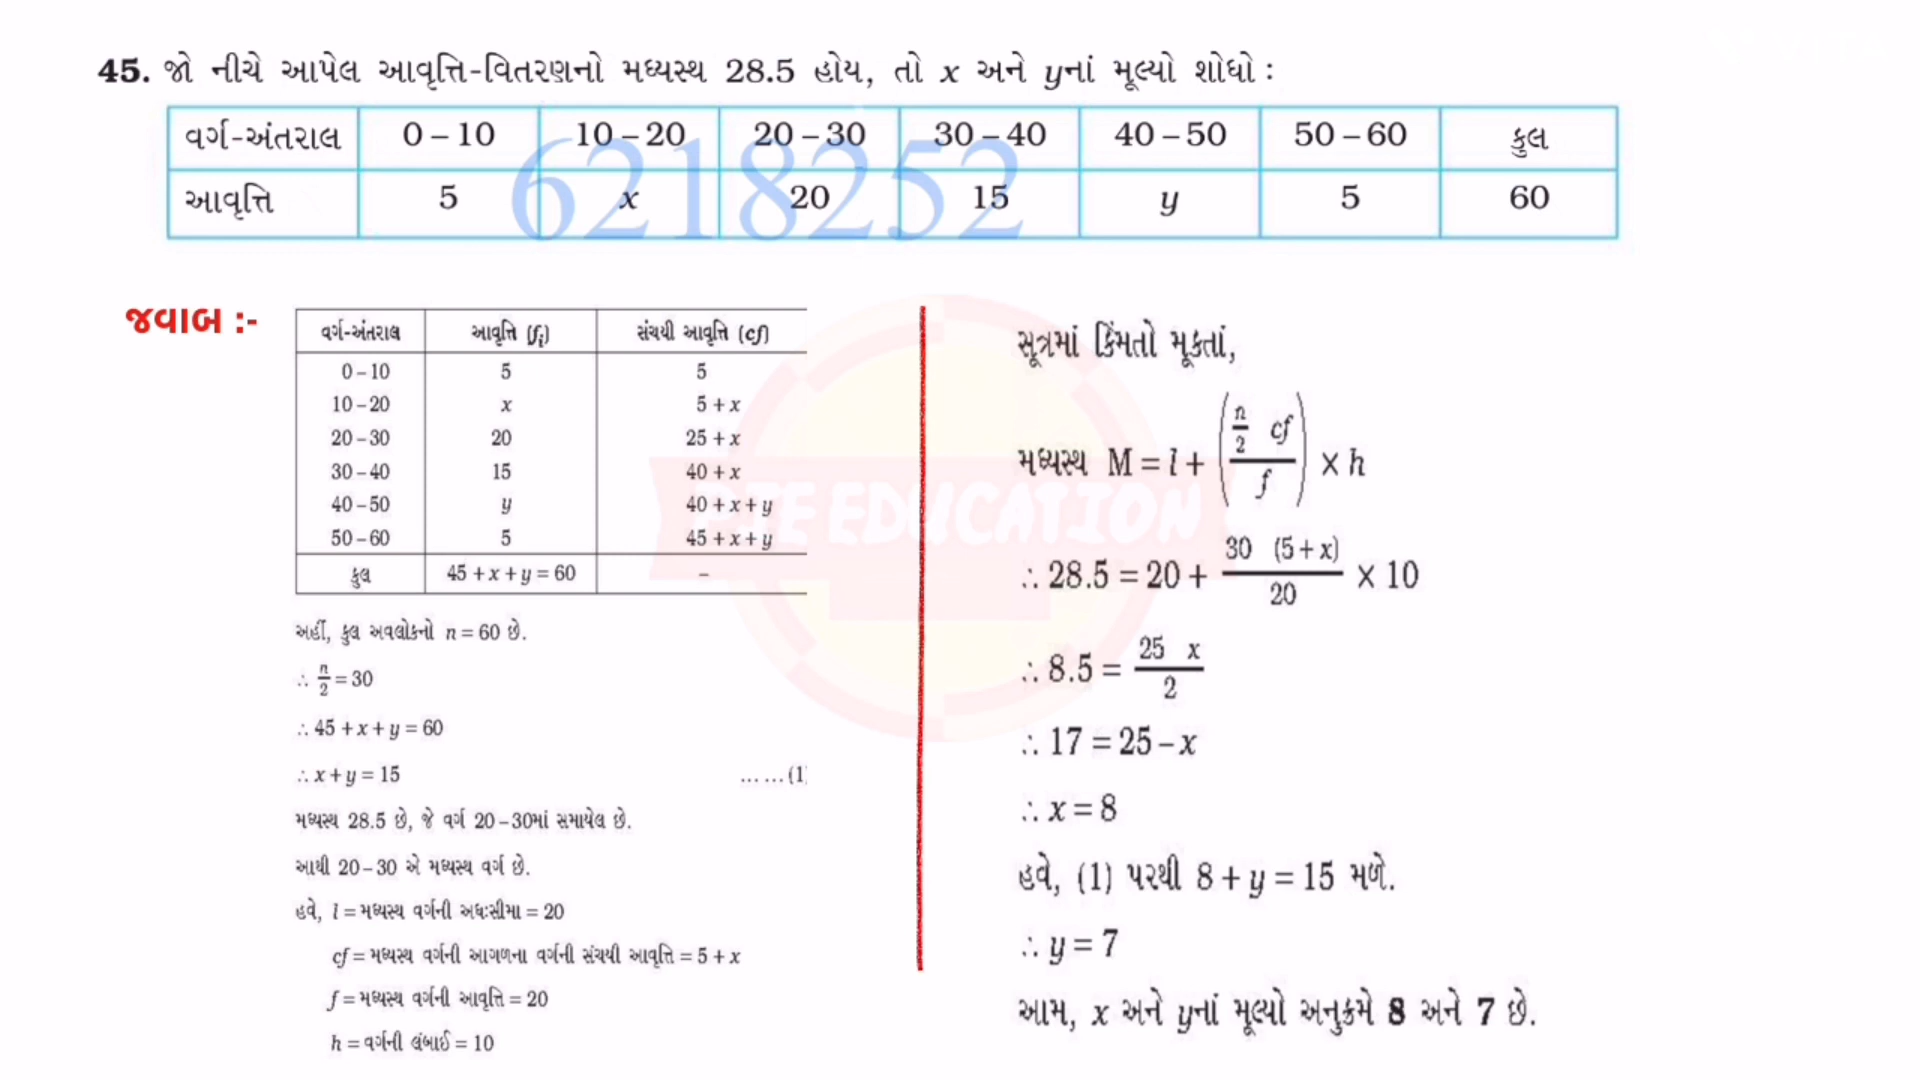 45. જો નીચે આપેલ આવૃત્તિ-વિતરણનો મધ્યસ્થ 28.5 હોય, તો x અને yનાં મૂલ્યો શોધો :
વર્ગ-અંતરાલ 0 – 10 10 – 20 20 – 30 30 – 40 40 – 50 50 – 60 કુલ
આવૃત્તિ 5 x 20 15 y 5 60
6218252
જવાબ :-
વર્ગ-અંતરાલ આવૃત્તિ (fᵢ) સંચયી આવૃત્તિ (cf)
0 – 10 5 5
10 – 20 x 5 + x
20 – 30 20 25 + x
30 – 40 15 40 + x
40 – 50 y 40 + x + y
50 – 60 5 45 + x + y
કુલ 45 + x + y = 60 –
અહીં, કુલ અવલોકનો n = 60 છે.
∴ n/2 = 30
∴ 45 + x + y = 60
∴ x + y = 15 ... ... (1)
મધ્યસ્થ 28.5 છે, જે વર્ગ 20 – 30માં સમાયેલ છે.
આથી 20 – 30 એ મધ્યસ્થ વર્ગ છે.
હવે, l = મધ્યસ્થ વર્ગની અધઃસીમા = 20
cf = મધ્યસ્થ વર્ગની આગળના વર્ગની સંચયી આવૃત્તિ = 5 + x
f = મધ્યસ્થ વર્ગની આવૃત્તિ = 20
h = વર્ગની લંબાઈ = 10
સૂત્રમાં કિંમતો મૂકતાં,
મધ્યસ્થ M = l + (n/2 cf / f) × h
∴ 28.5 = 20 + 30 (5 + x) / 20 × 10
∴ 8.5 = 25 x / 2
∴ 17 = 25 – x
∴ x = 8
હવે, (1) પરથી 8 + y = 15 મળે.
∴ y = 7
આમ, x અને yનાં મૂલ્યો અનુક્રમે 8 અને 7 છે.
EDUCATION